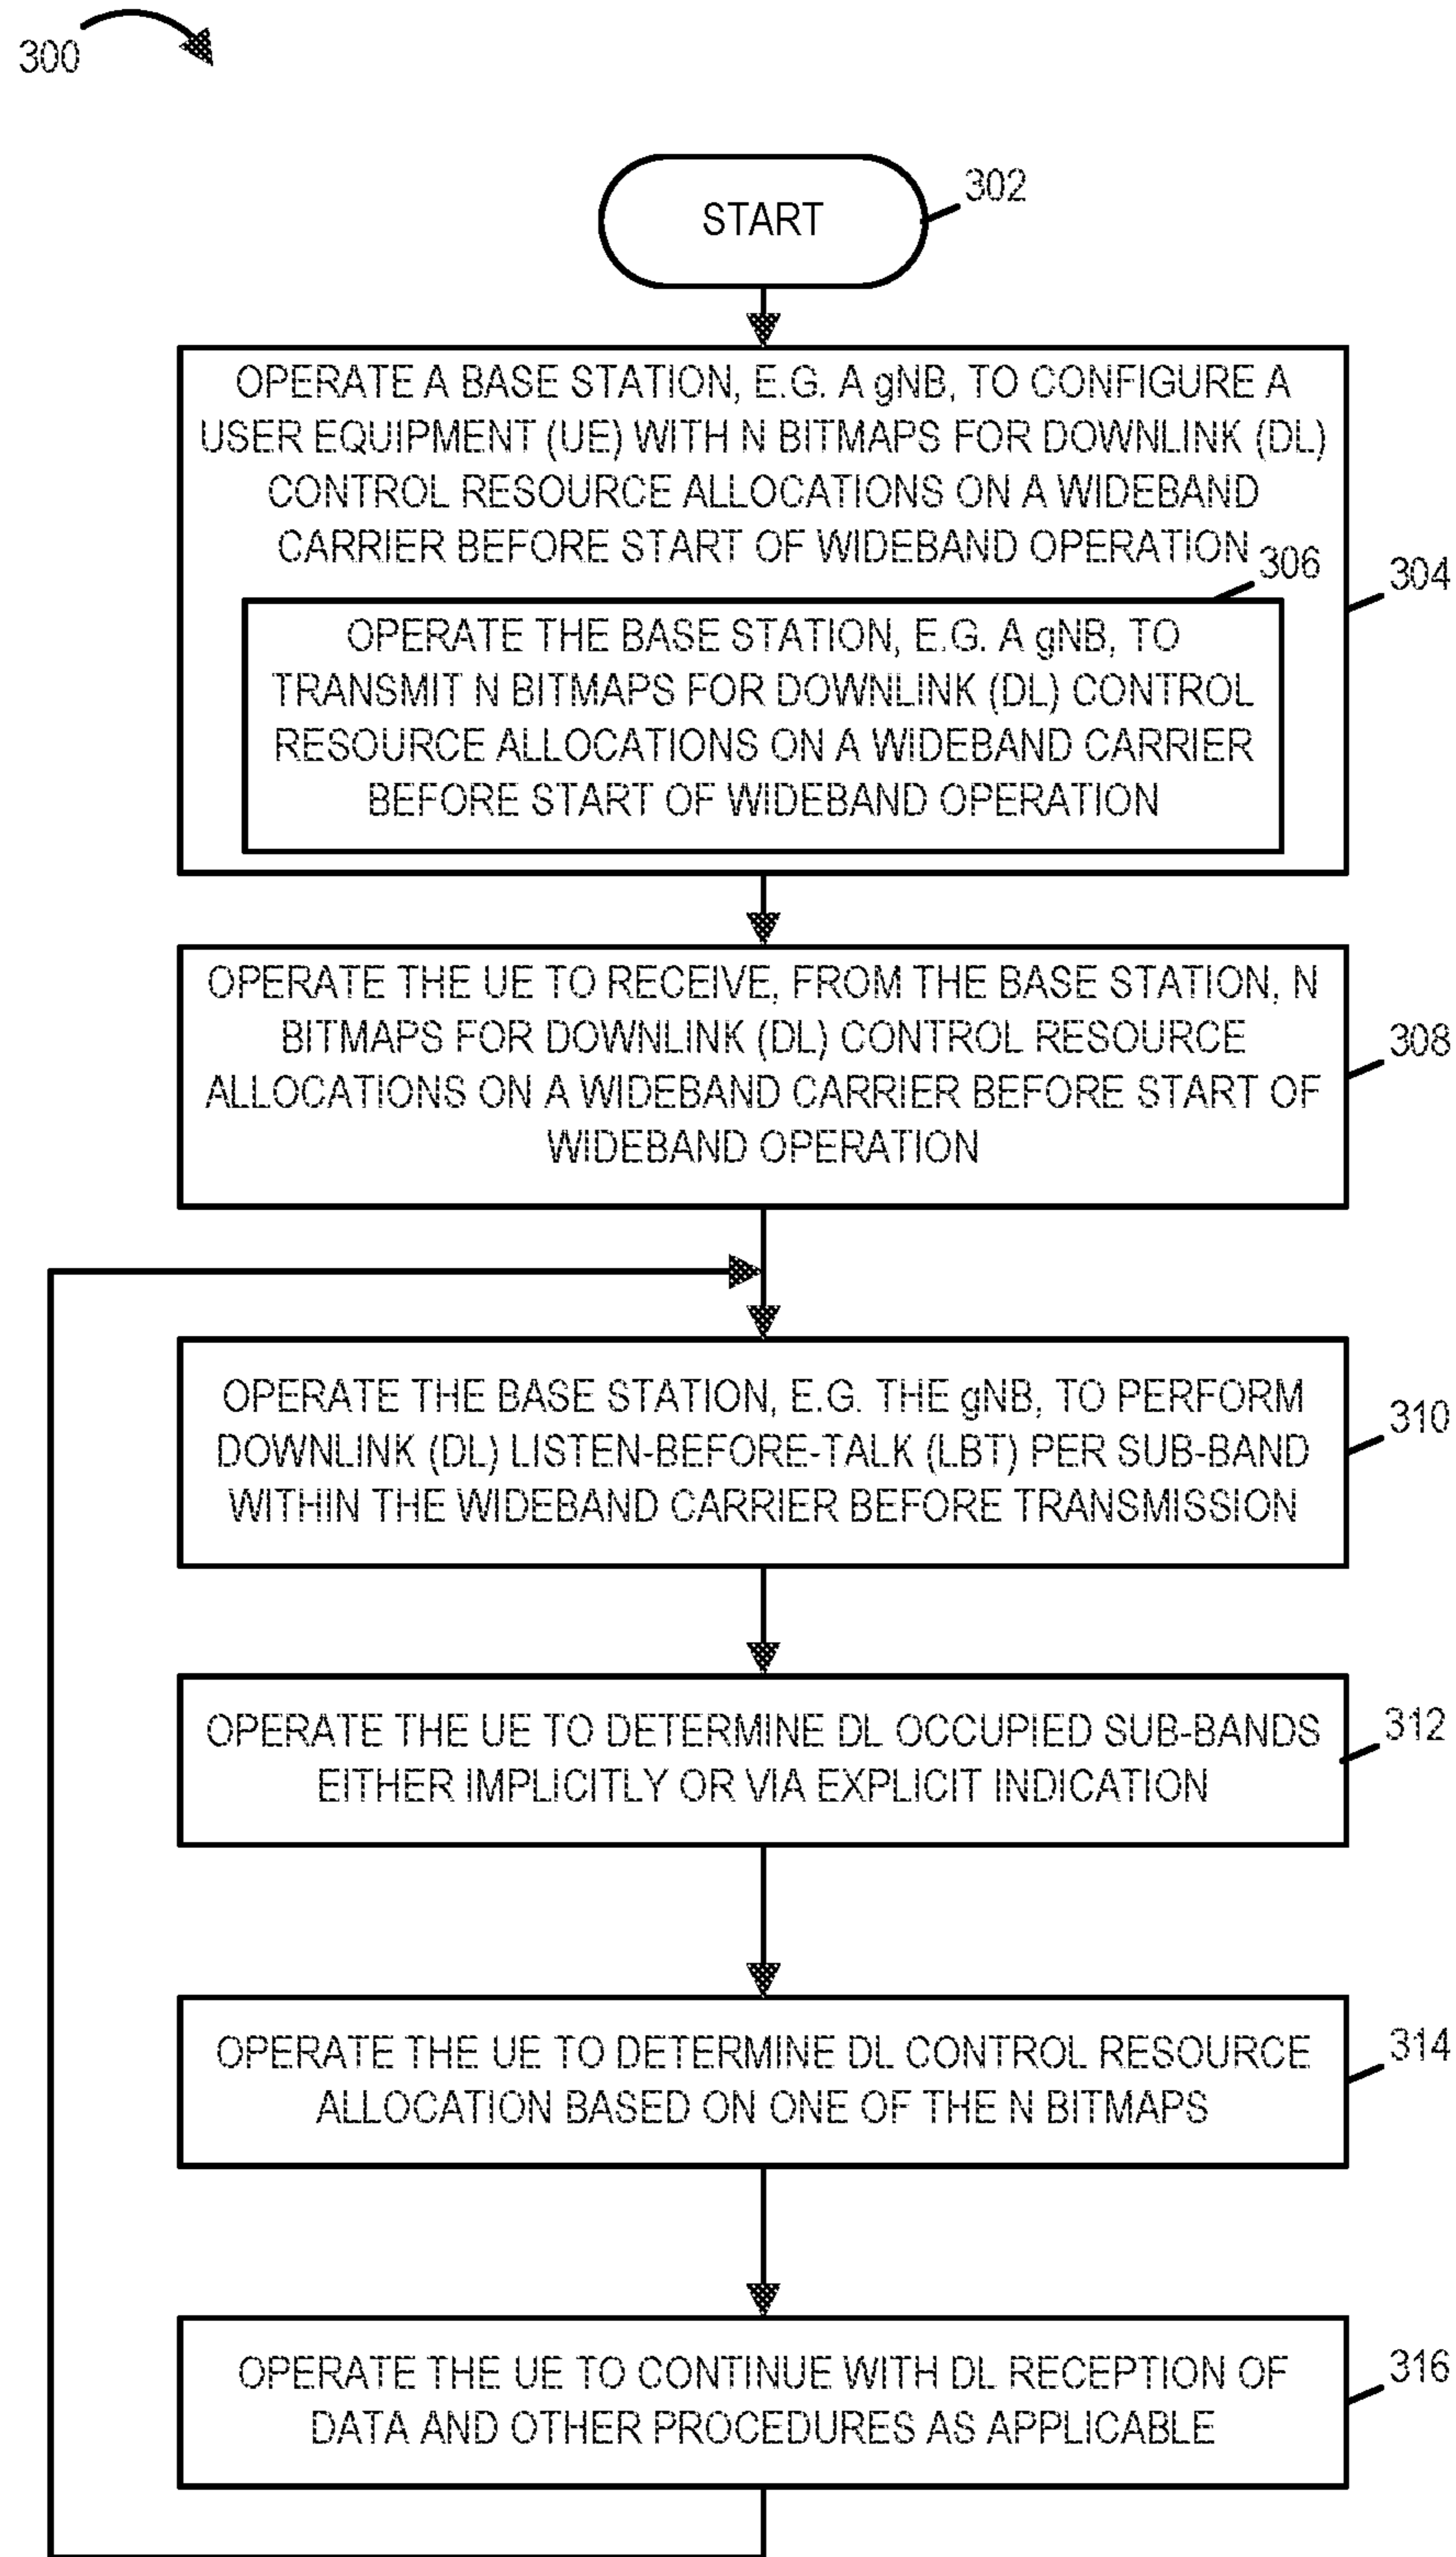 300
START
302
OPERATE A BASE STATION, E.G. A gNB, TO CONFIGURE A
USER EQUIPMENT (UE) WITH N BITMAPS FOR DOWNLINK (DL)
CONTROL RESOURCE ALLOCATIONS ON A WIDEBAND
CARRIER BEFORE START OF WIDEBAND OPERATION
304
306
OPERATE THE BASE STATION, E.G. A gNB, TO
TRANSMIT N BITMAPS FOR DOWNLINK (DL) CONTROL
RESOURCE ALLOCATIONS ON A WIDEBAND CARRIER
BEFORE START OF WIDEBAND OPERATION
OPERATE THE UE TO RECEIVE, FROM THE BASE STATION, N
BITMAPS FOR DOWNLINK (DL) CONTROL RESOURCE
ALLOCATIONS ON A WIDEBAND CARRIER BEFORE START OF
WIDEBAND OPERATION
308
OPERATE THE BASE STATION, E.G. THE gNB, TO PERFORM
DOWNLINK (DL) LISTEN-BEFORE-TALK (LBT) PER SUB-BAND
WITHIN THE WIDEBAND CARRIER BEFORE TRANSMISSION
310
OPERATE THE UE TO DETERMINE DL OCCUPIED SUB-BANDS
EITHER IMPLICITLY OR VIA EXPLICIT INDICATION
312
OPERATE THE UE TO DETERMINE DL CONTROL RESOURCE
ALLOCATION BASED ON ONE OF THE N BITMAPS
314
OPERATE THE UE TO CONTINUE WITH DL RECEPTION OF
DATA AND OTHER PROCEDURES AS APPLICABLE
316